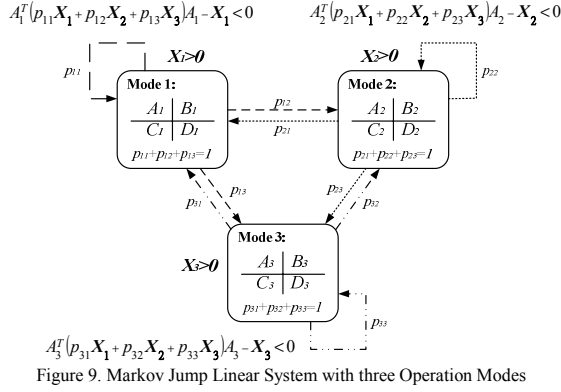 A₁ᵀ(p₁₁X₁+p₁₂X₂+p₁₃X₃)A₁−X₁<0
A₂ᵀ(p₂₁X₁+p₂₂X₂+p₂₃X₃)A₂−X₂<0
X₁>0
X₂>0
p₁₁
Mode 1:
A₁ B₁
C₁ D₁
p₁₁+p₁₂+p₁₃=1
p₁₂
p₂₁
Mode 2:
A₂ B₂
C₂ D₂
p₂₁+p₂₂+p₂₃=1
p₂₂
p₃₁
p₁₃
p₂₃
p₃₂
X₃>0
Mode 3:
A₃ B₃
C₃ D₃
p₃₁+p₃₂+p₃₃=1
p₃₃
A₃ᵀ(p₃₁X₁+p₃₂X₂+p₃₃X₃)A₃−X₃<0
Figure 9. Markov Jump Linear System with three Operation Modes